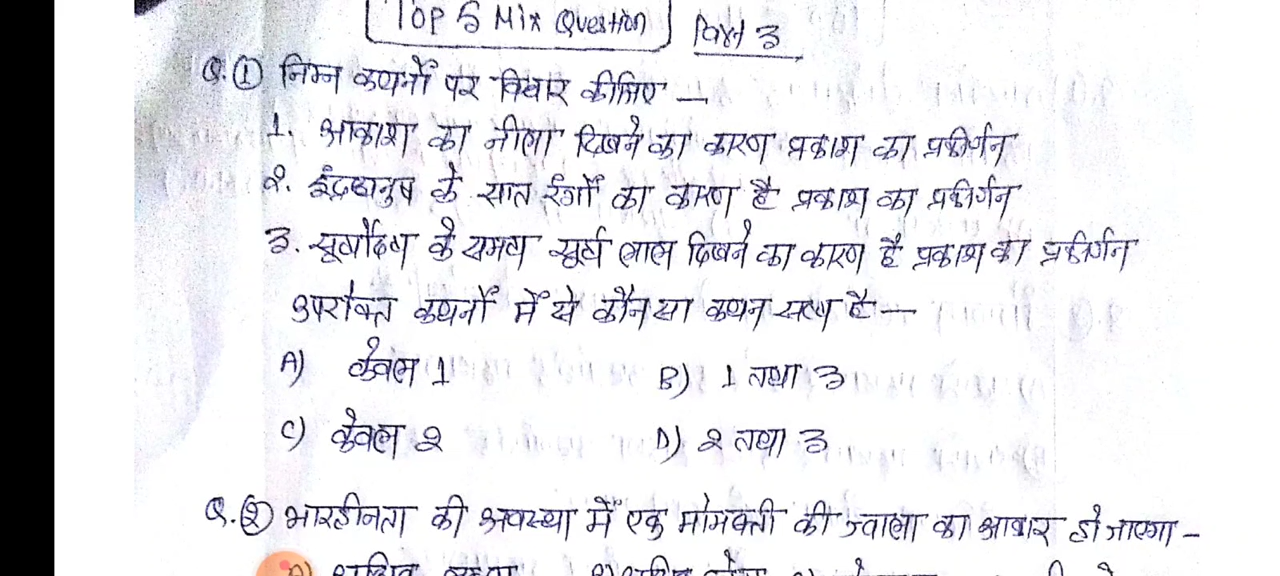 Top 5 Mix Question Part 3
Q.① निम्न कथनों पर विचार कीजिए —
1. आकाश का नीला दिखने का कारण प्रकाश का प्रकीर्णन
2. इंद्रधनुष के सात रंगों का कारण है प्रकाश का प्रकीर्णन
3. सूर्योदय के समय सूर्य लाल दिखने का कारण है प्रकाश का प्रकीर्णन
उपरोक्त कथनों में से कौन सा कथन सत्य है —
A) केवल 1 B) 1 तथा 3
C) केवल 2 D) 2 तथा 3
Q.② भारहीनता की अवस्था में एक मोमबत्ती की ज्वाला का आकार हो जाएगा -
A) अधिक B) अधिक